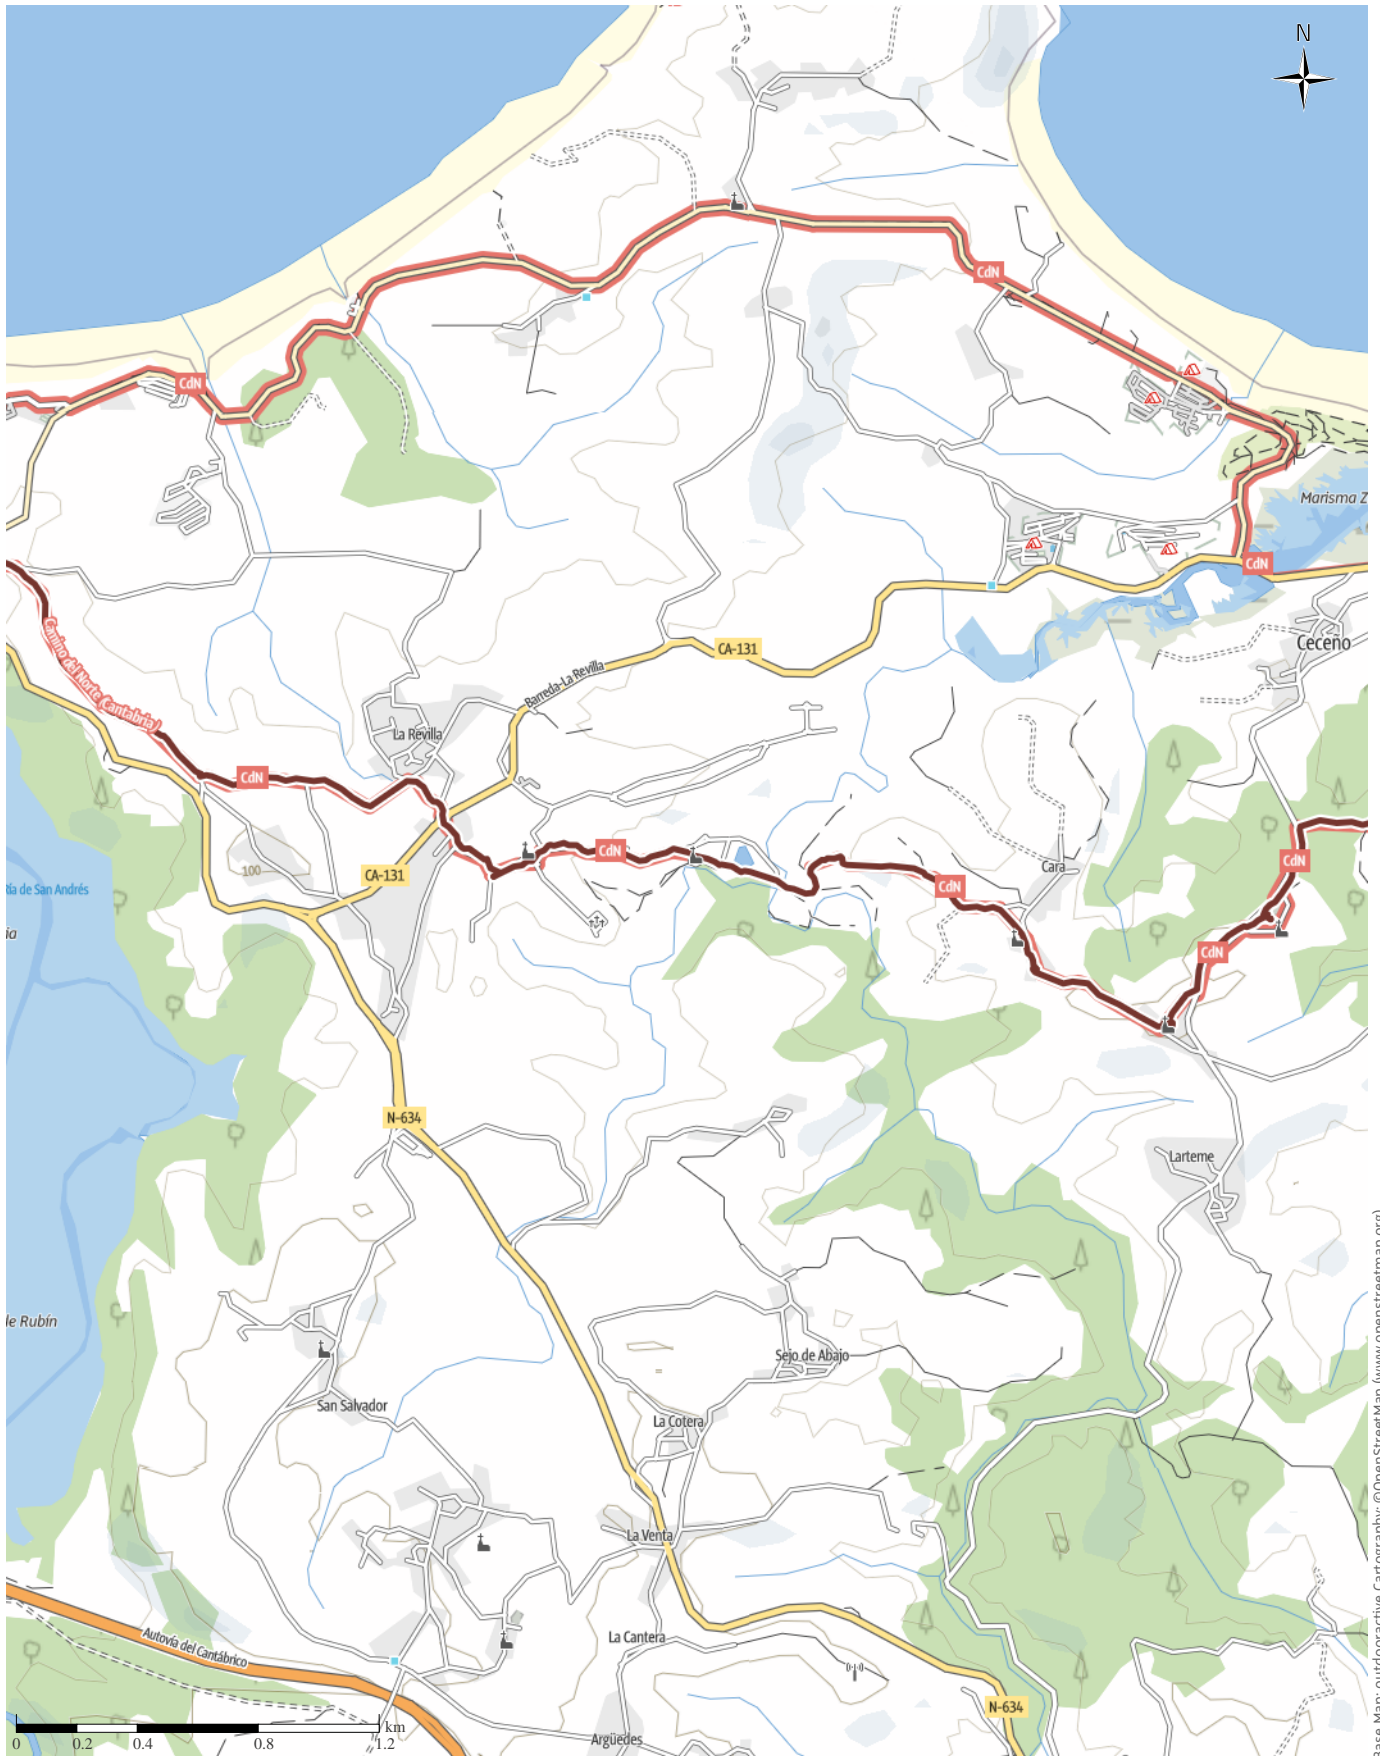 N
CdN
CdN
Marisma Z
CdN
Camino del Norte (Cantabria)
Ceceño
CA-131
Barreda-La Revilla
La Revilla
CdN
CdN
CdN
100
CA-131
Cara
CdN
Ría de San Andrés
ia
CdN
N-634
Larteme
le Rubín
Sejo de Abajo
San Salvador
La Cotera
La Venta
Autovía del Cantábrico
La Cantera
N-634
Argüedes
km
0 0.2 0.4 0.8 1.2
Base Map: outdooractive Cartography; ©OpenStreetMap (www.openstreetmap.org)